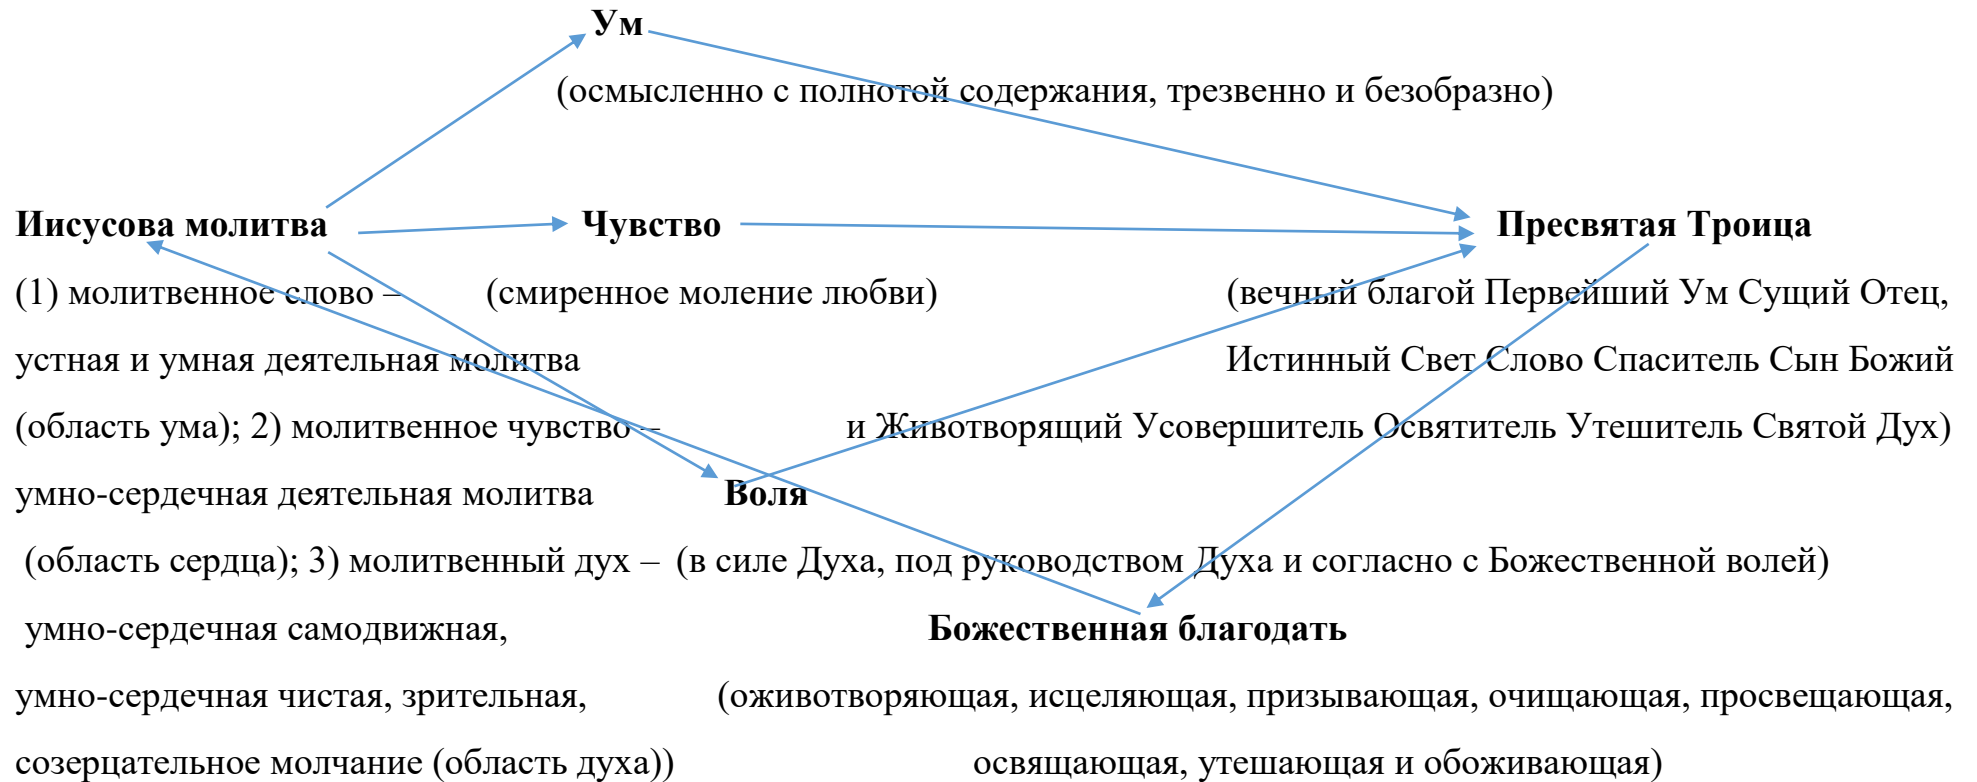 Ум
(осмысленно с полнотой содержания, трезвенно и безобразно)
Иисусова молитва Чувство Пресвятая Троица
(1) молитвенное слово – (смиренное моление любви) (вечный благой Первейший Ум Сущий Отец,
устная и умная деятельная молитва Истинный Свет Слово Спаситель Сын Божий
(область ума); 2) молитвенное чувство – и Животворящий Усовершитель Освятитель Утешитель Святой Дух)
умно-сердечная деятельная молитва Воля
(область сердца); 3) молитвенный дух – (в силе Духа, под руководством Духа и согласно с Божественной волей)
умно-сердечная самодвижная, Божественная благодать
умно-сердечная чистая, зрительная, (оживотворяющая, исцеляющая, призывающая, очищающая, просвещающая,
созерцательное молчание (область духа)) освящающая, утешающая и обоживающая)